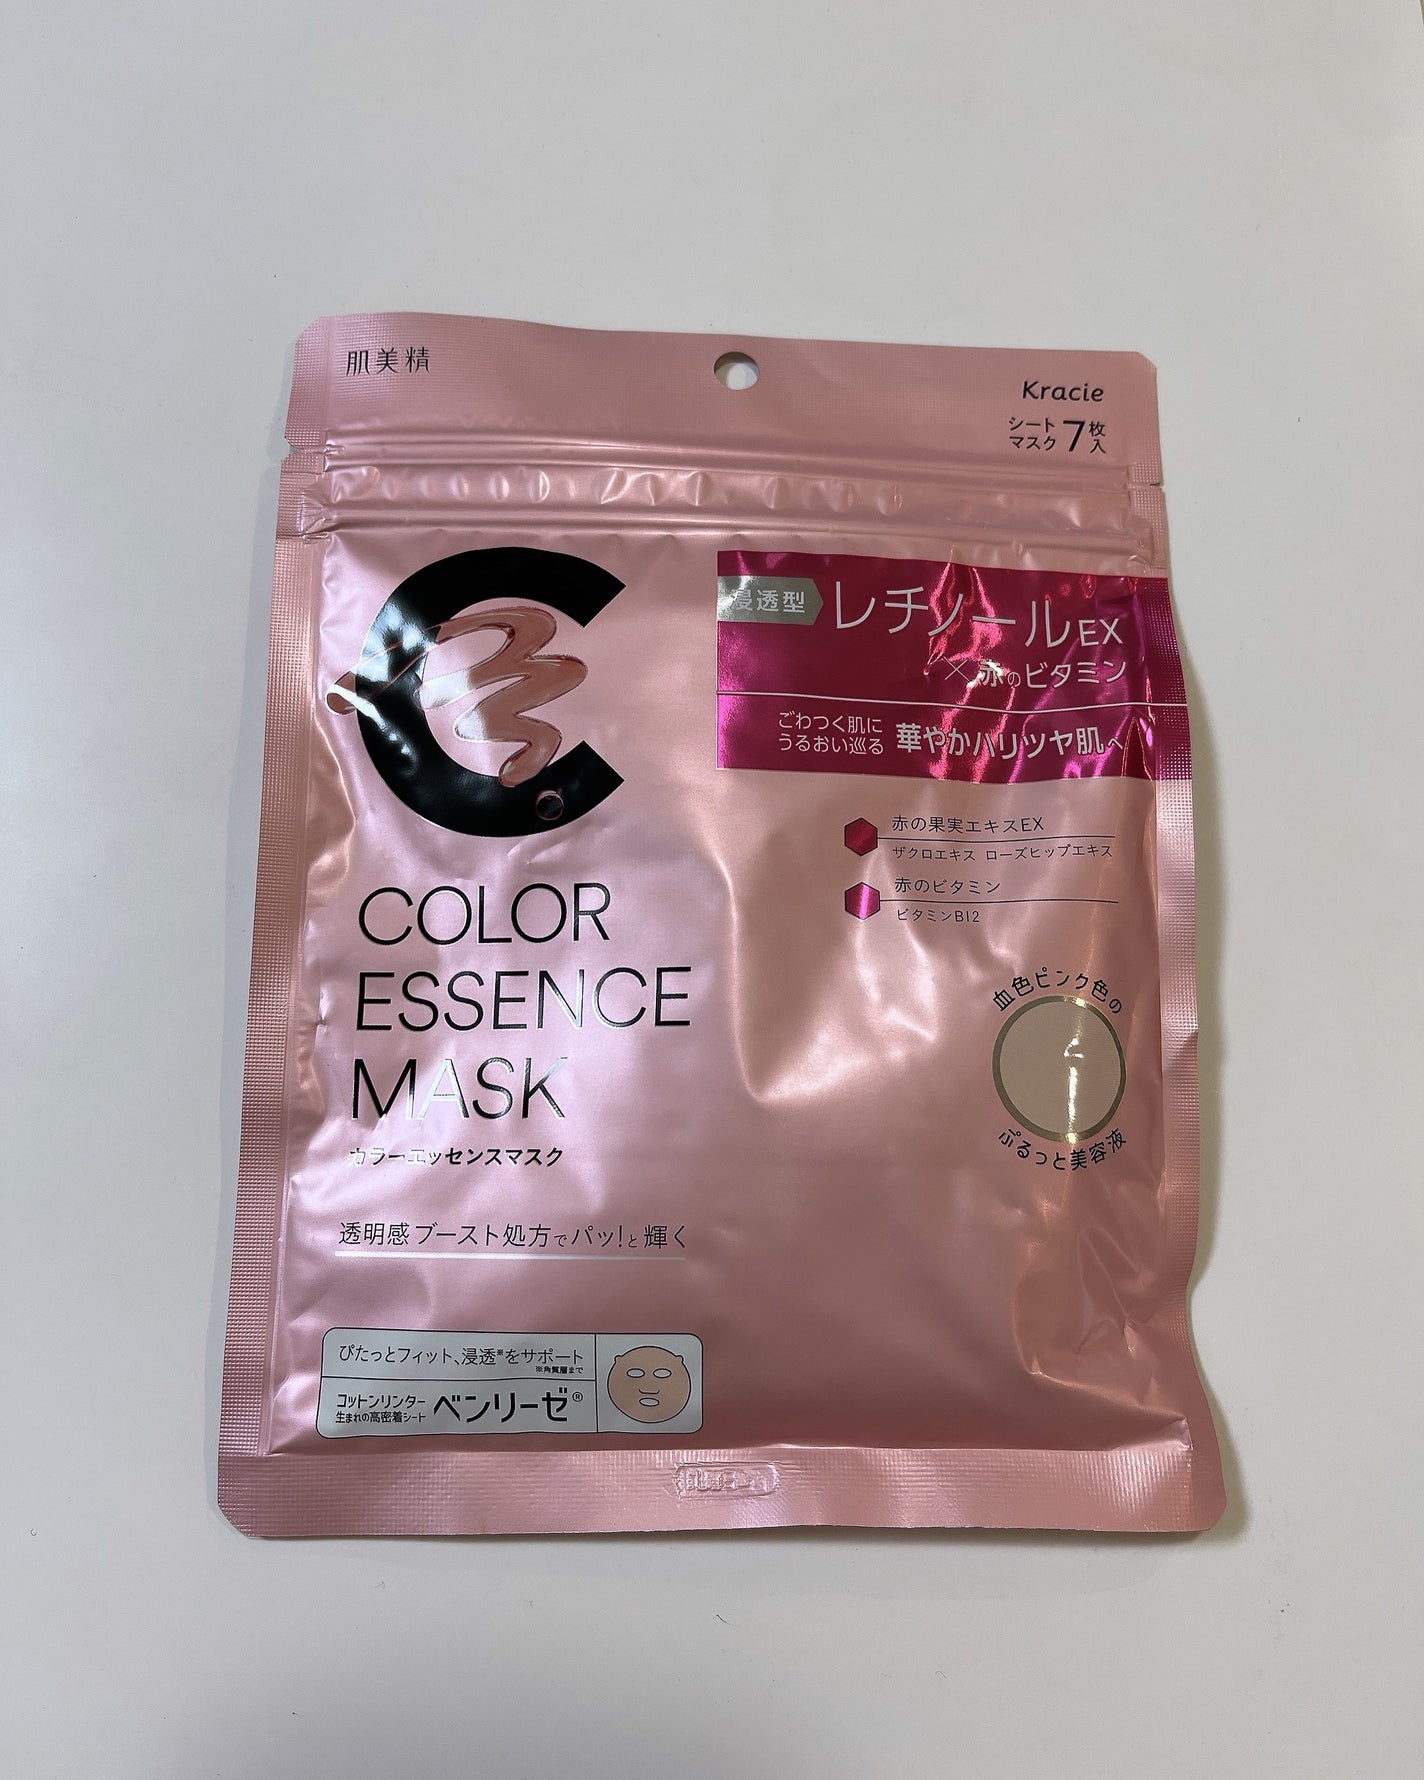 肌美精
Kracie
シート
マスク 7 枚入
浸透型 レチノールEX
×赤のビタミン
ごわつく肌に
うるおい巡る 華やかハリツヤ肌へ
赤の果実エキスEX
ザクロエキス ローズヒップエキス
赤のビタミン
ビタミンB12
血色ピンク色の
ぷるっと美容液
C
COLOR
ESSENCE
MASK
カラーエッセンスマスク
透明感ブースト処方でパッ!と輝く
ぴたっとフィット、浸透※をサポート
※角質層まで
コットンリンター
生まれの高密着シート ベンリーゼ®